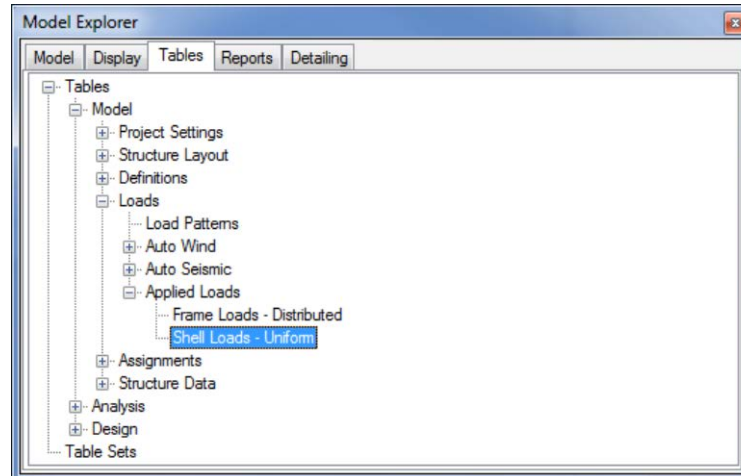 Model Explorer
Model Display Tables Reports Detailing
Tables
Model
Project Settings
Structure Layout
Definitions
Loads
Load Patterns
Auto Wind
Auto Seismic
Applied Loads
Frame Loads - Distributed
Shell Loads - Uniform
Assignments
Structure Data
Analysis
Design
Table Sets